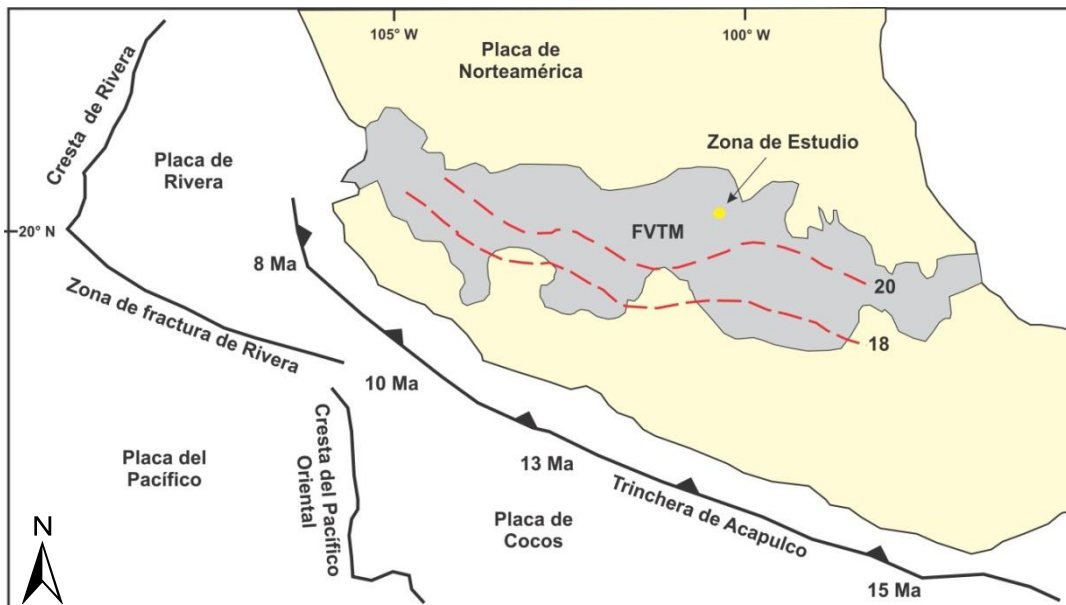 105° W
100° W
Placa de
Norteamérica
Cresta de Rivera
Zona de Estudio
Placa de
Rivera
20° N
FVTM
8 Ma
20
Zona de fractura de Rivera
18
10 Ma
Cresta del Pacífico
Oriental
Placa del
Pacífico
13 Ma
Trinchera de Acapulco
Placa de
Cocos
N
15 Ma